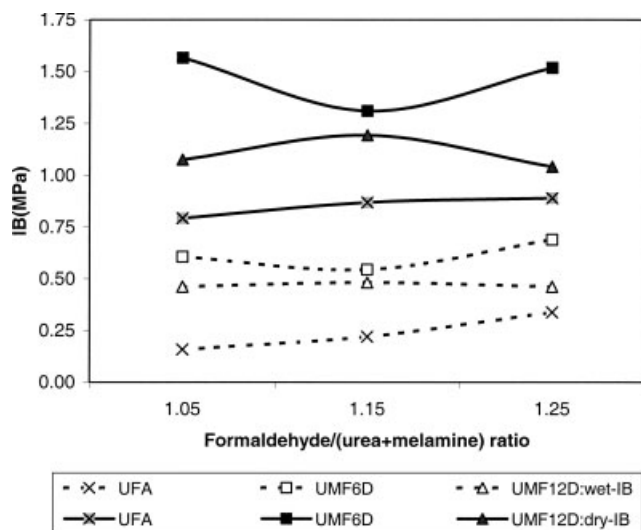 1.75
1.50
1.25
1.00
0.75
0.50
0.25
0.00
IB(MPa)
1.05 1.15 1.25
Formaldehyde/(urea+melamine) ratio
UFA UMF6D UMF12D:wet-IB
UFA UMF6D UMF12D:dry-IB